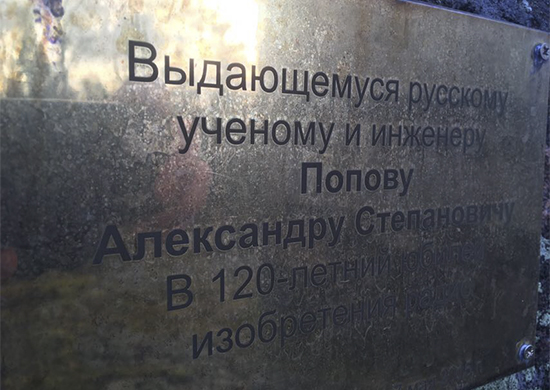 Выдающемуся русскому
ученому и инженеру
Попову
Александру Степановичу
В 120-летний
изобретения